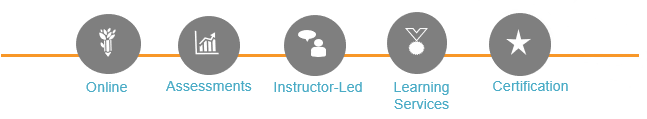 Online
Assessments
Instructor-Led
Learning
Services
Certification